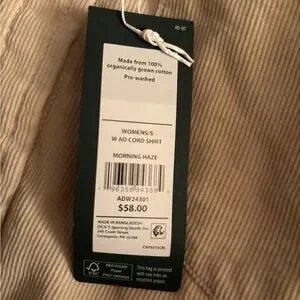 Made from 100%
organically grown cotton
Pre-washed
WOMENS/S
W AD CORD SHIRT
MORNING HAZE
ADW24301
$58.00
MADE IN BANGLADESH
DICK'S Sporting Goods, Inc.
345 Court Street,
Coraopolis, PA 15108
FSC
RECYCLED
Paper
This tag is printed
with soy inks on
recycled paper.